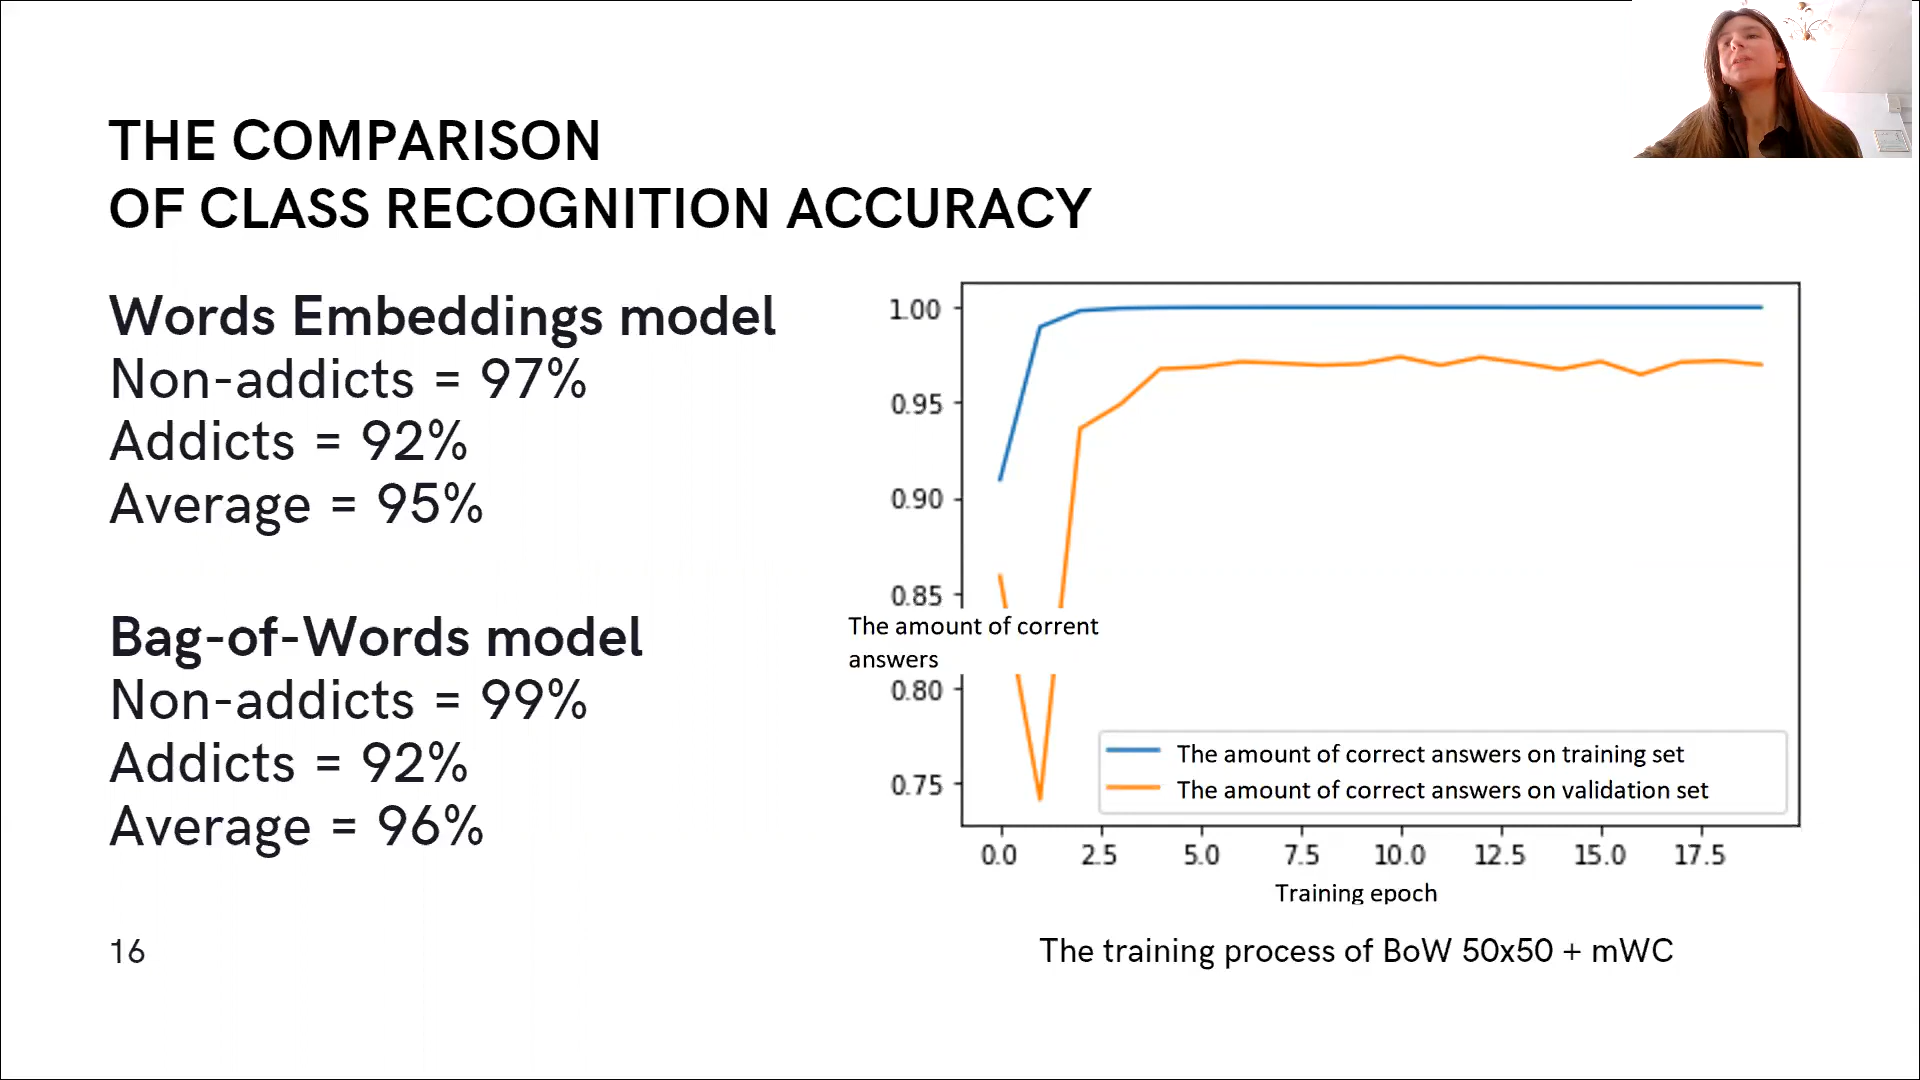 THE COMPARISON
OF CLASS RECOGNITION ACCURACY
Words Embeddings model
Non-addicts = 97%
Addicts = 92%
Average = 95%
Bag-of-Words model
Non-addicts = 99%
Addicts = 92%
Average = 96%
16
1.00
0.95
0.90
0.85
The amount of corrent
answers
0.80
0.75
The amount of correct answers on training set
The amount of correct answers on validation set
0.0 2.5 5.0 7.5 10.0 12.5 15.0 17.5
Training epoch
The training process of BoW 50x50 + mWC